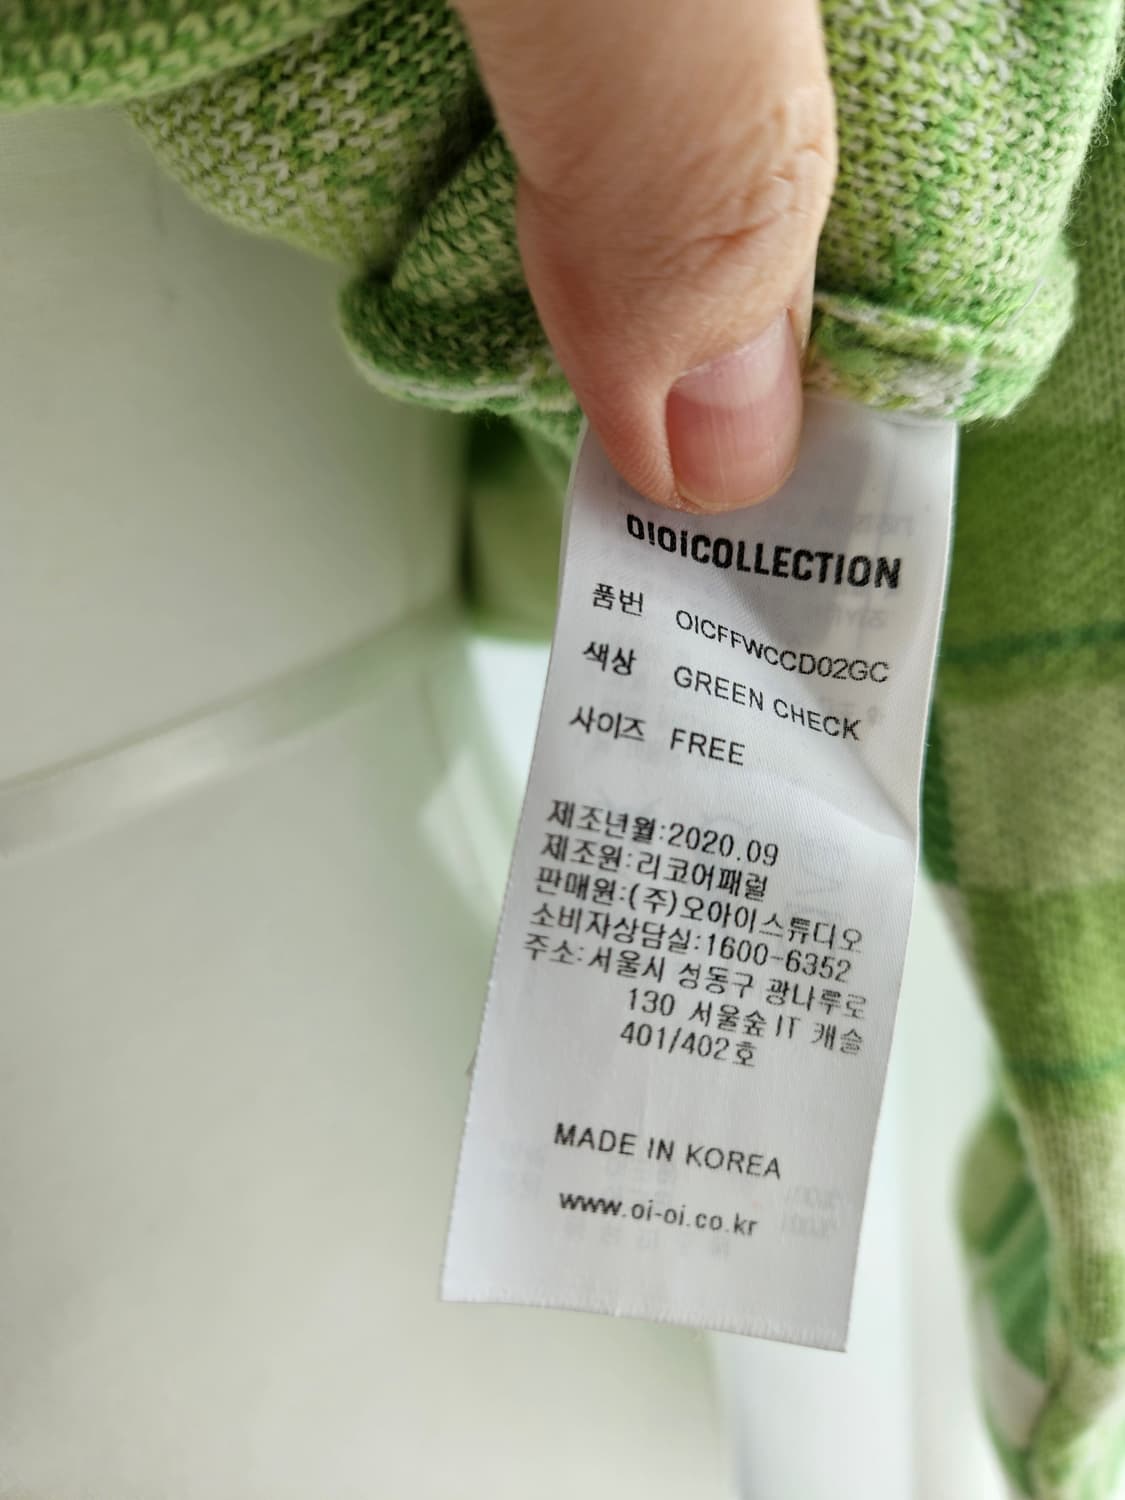 OIOICOLLECTION
품번 OICFFWCCD02GC
색상 GREEN CHECK
사이즈 FREE
제조년월:2020.09
제조원:리코어패럴
판매원:(주)오아이스튜디오
소비자상담실:1600-6352
주소:서울시 성동구 광나루로
130 서울숲 IT 캐슬
401/402호
MADE IN KOREA
www.oi-oi.co.kr